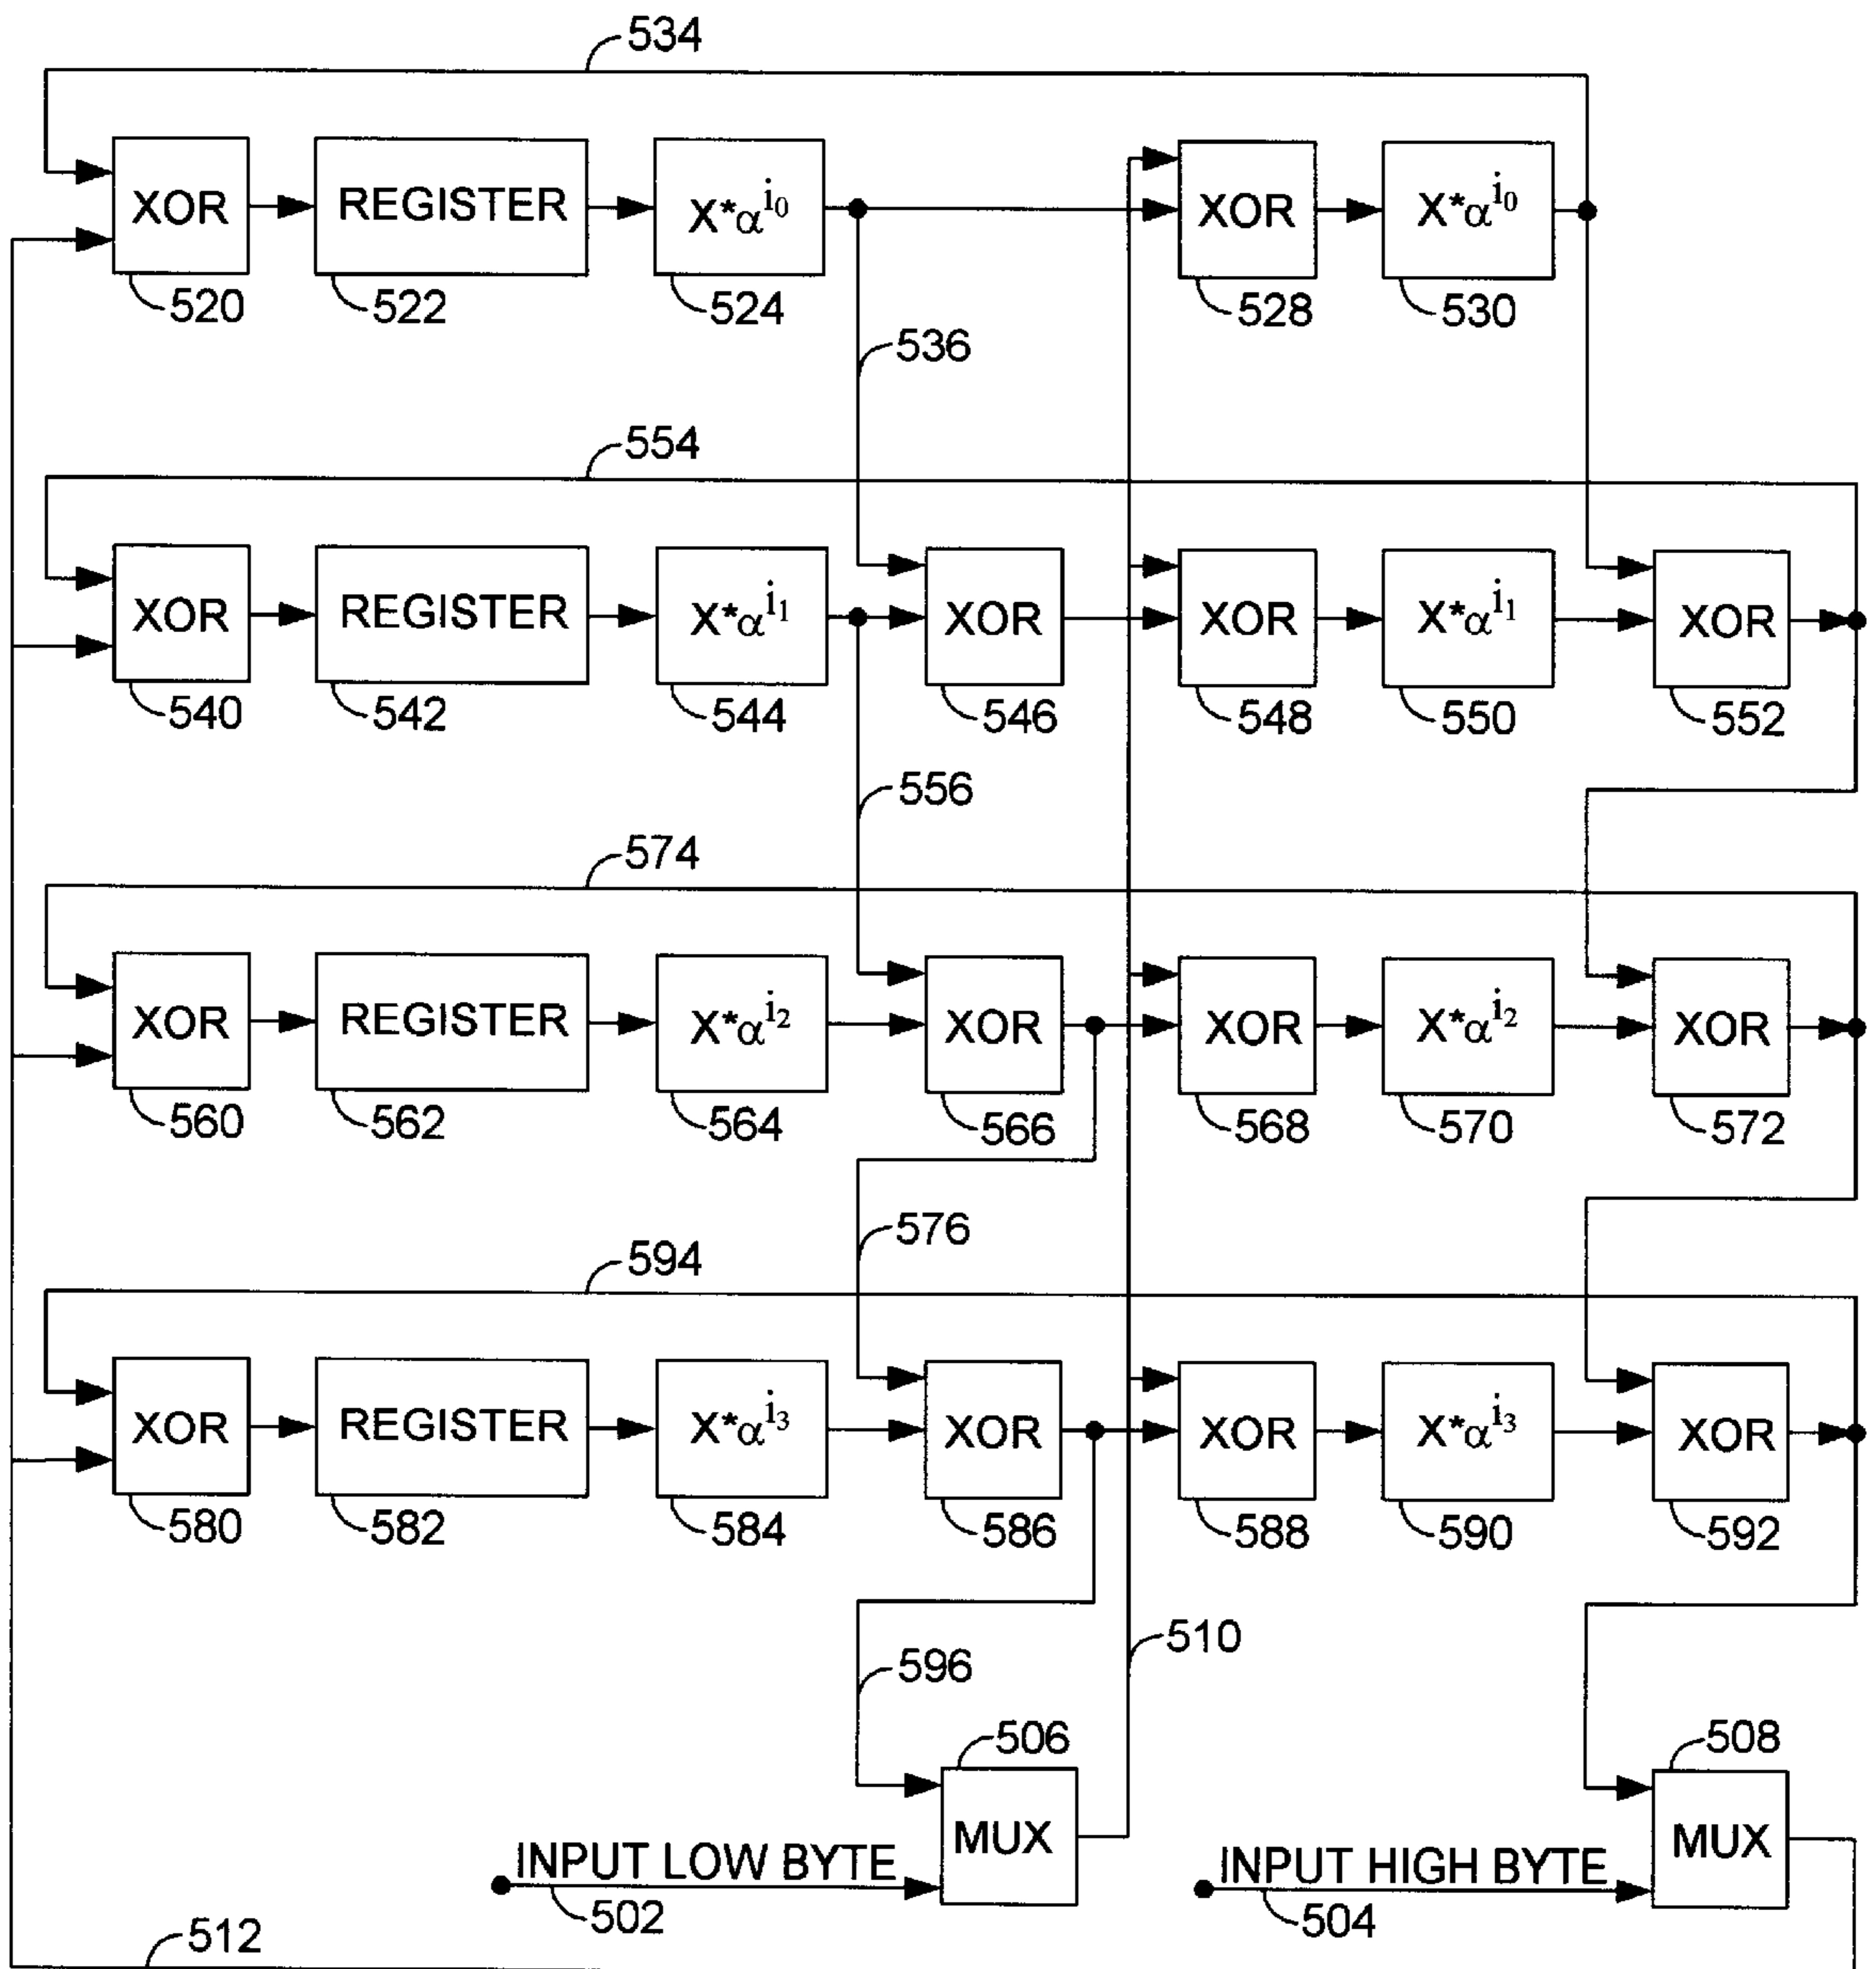 534
XOR REGISTER X*α^i0 XOR X*α^i0
520 522 524 528 530
536
554
XOR REGISTER X*α^i1 XOR XOR X*α^i1 XOR
540 542 544 546 548 550 552
556
574
XOR REGISTER X*α^i2 XOR XOR X*α^i2 XOR
560 562 564 566 568 570 572
576
594
XOR REGISTER X*α^i3 XOR XOR X*α^i3 XOR
580 582 584 586 588 590 592
510
596
506 508
MUX MUX
INPUT LOW BYTE INPUT HIGH BYTE
502 504
512